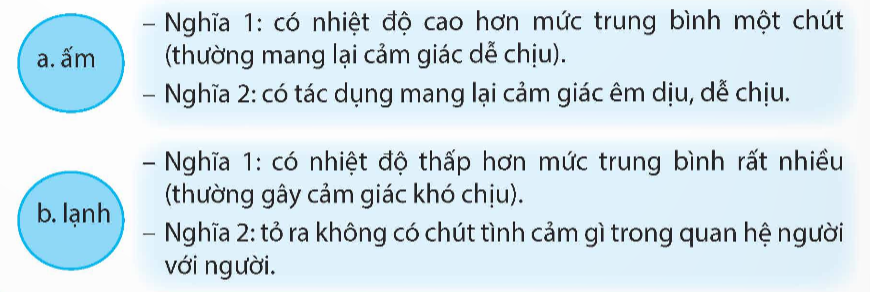 a. ấm
– Nghĩa 1: có nhiệt độ cao hơn mức trung bình một chút
(thường mang lại cảm giác dễ chịu).
– Nghĩa 2: có tác dụng mang lại cảm giác êm dịu, dễ chịu.
b. lạnh
– Nghĩa 1: có nhiệt độ thấp hơn mức trung bình rất nhiều
(thường gây cảm giác khó chịu).
– Nghĩa 2: tỏ ra không có chút tình cảm gì trong quan hệ người
với người.